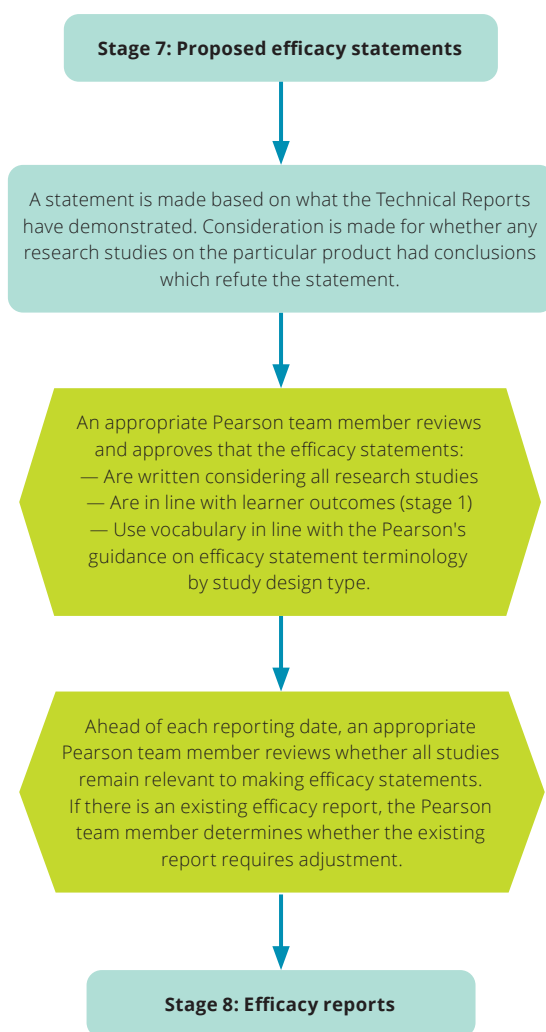 Stage 7: Proposed efficacy statements
A statement is made based on what the Technical Reports
have demonstrated. Consideration is made for whether any
research studies on the particular product had conclusions
which refute the statement.
An appropriate Pearson team member reviews
and approves that the efficacy statements:
— Are written considering all research studies
— Are in line with learner outcomes (stage 1)
— Use vocabulary in line with the Pearson's
guidance on efficacy statement terminology
by study design type.
Ahead of each reporting date, an appropriate
Pearson team member reviews whether all studies
remain relevant to making efficacy statements.
If there is an existing efficacy report, the Pearson
team member determines whether the existing
report requires adjustment.
Stage 8: Efficacy reports